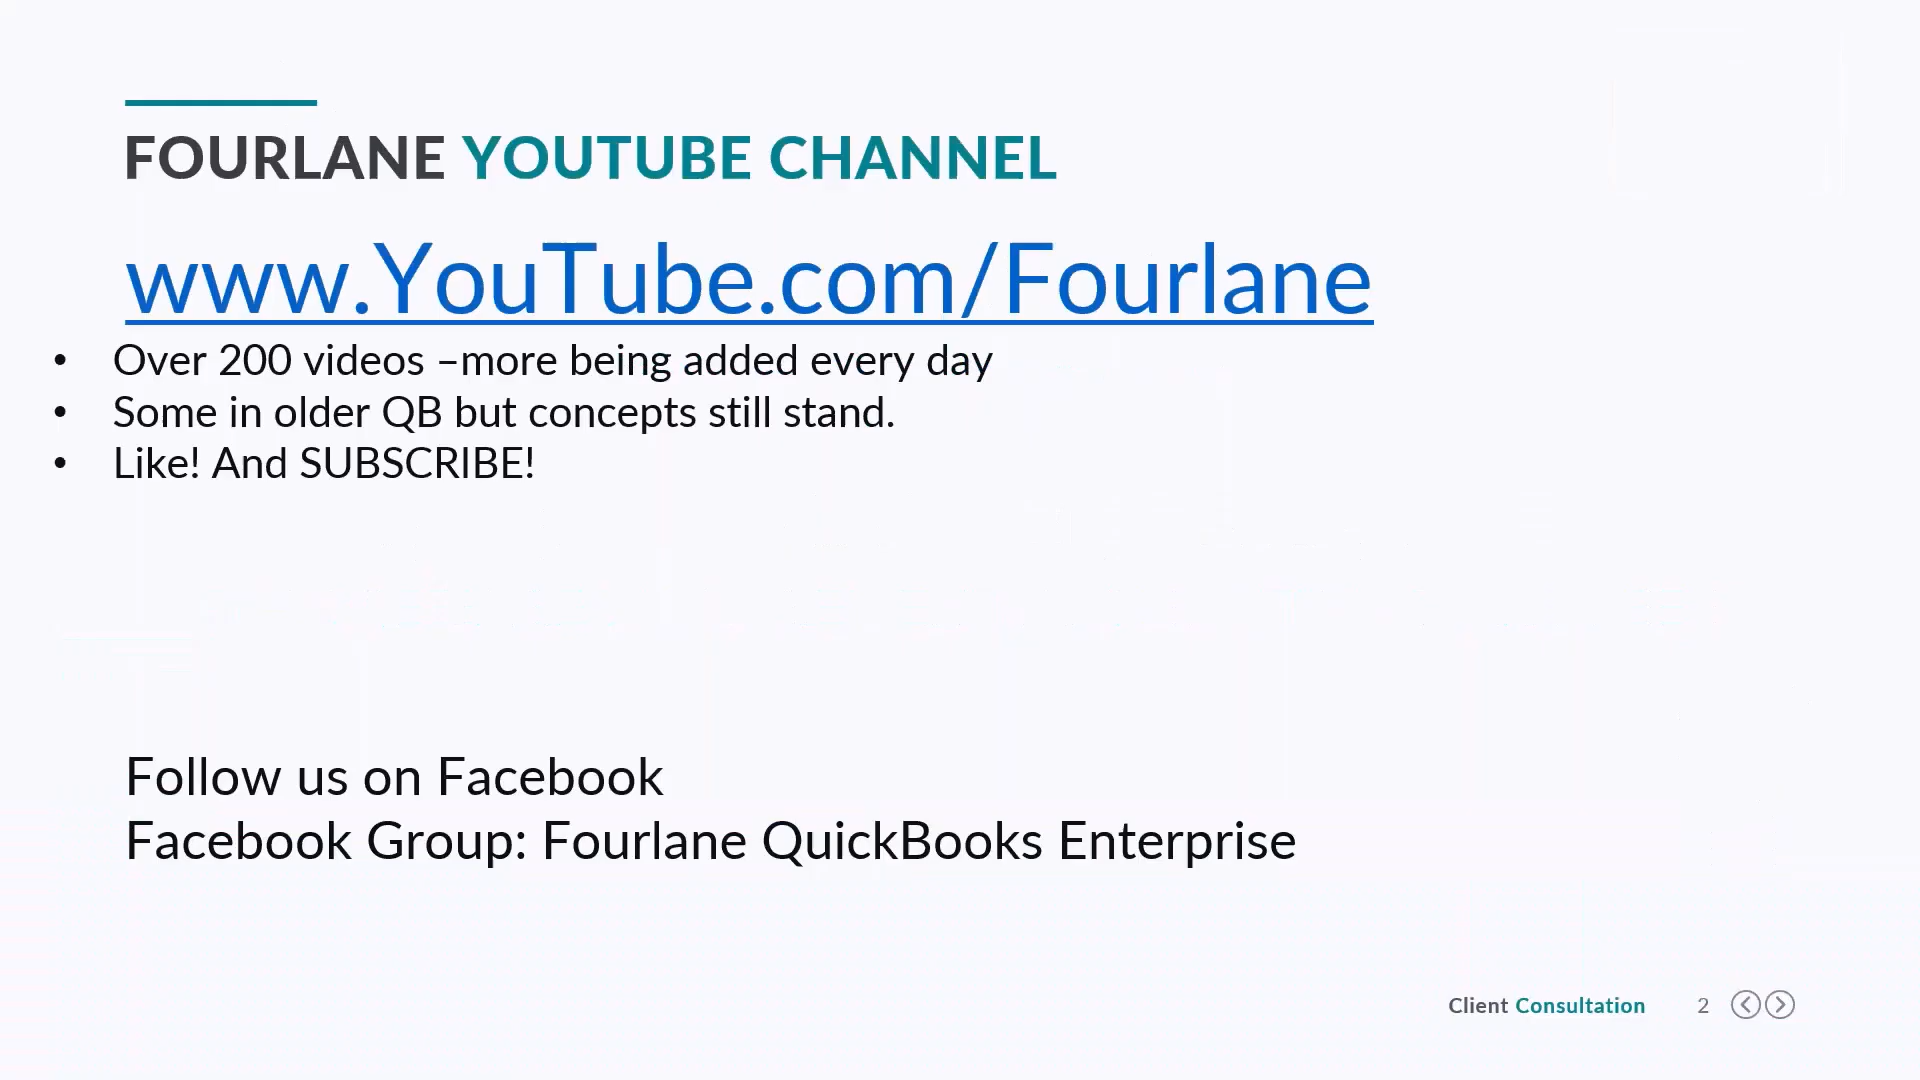 FOURLANE YOUTUBE CHANNEL
www.YouTube.com/Fourlane
• Over 200 videos –more being added every day
• Some in older QB but concepts still stand.
• Like! And SUBSCRIBE!
Follow us on Facebook
Facebook Group: Fourlane QuickBooks Enterprise
Client Consultation 2